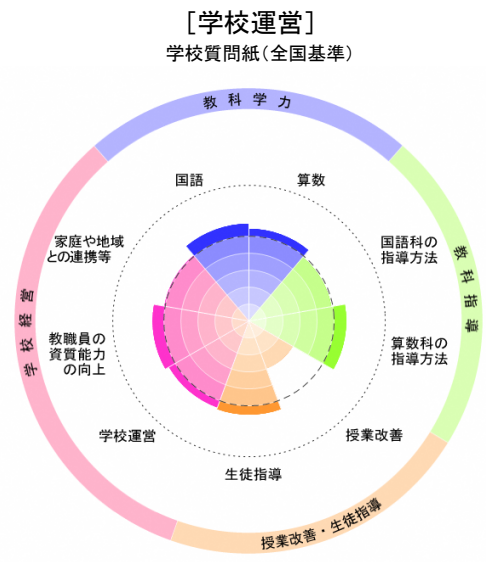 ［学校運営］
学校質問紙（全国基準）
教科学力
国語
算数
家庭や地域
との連携等
国語科の
指導方法
教科指導
学校経営
教職員の
資質能力
の向上
算数科の
指導方法
学校運営
授業改善
生徒指導
授業改善・生徒指導